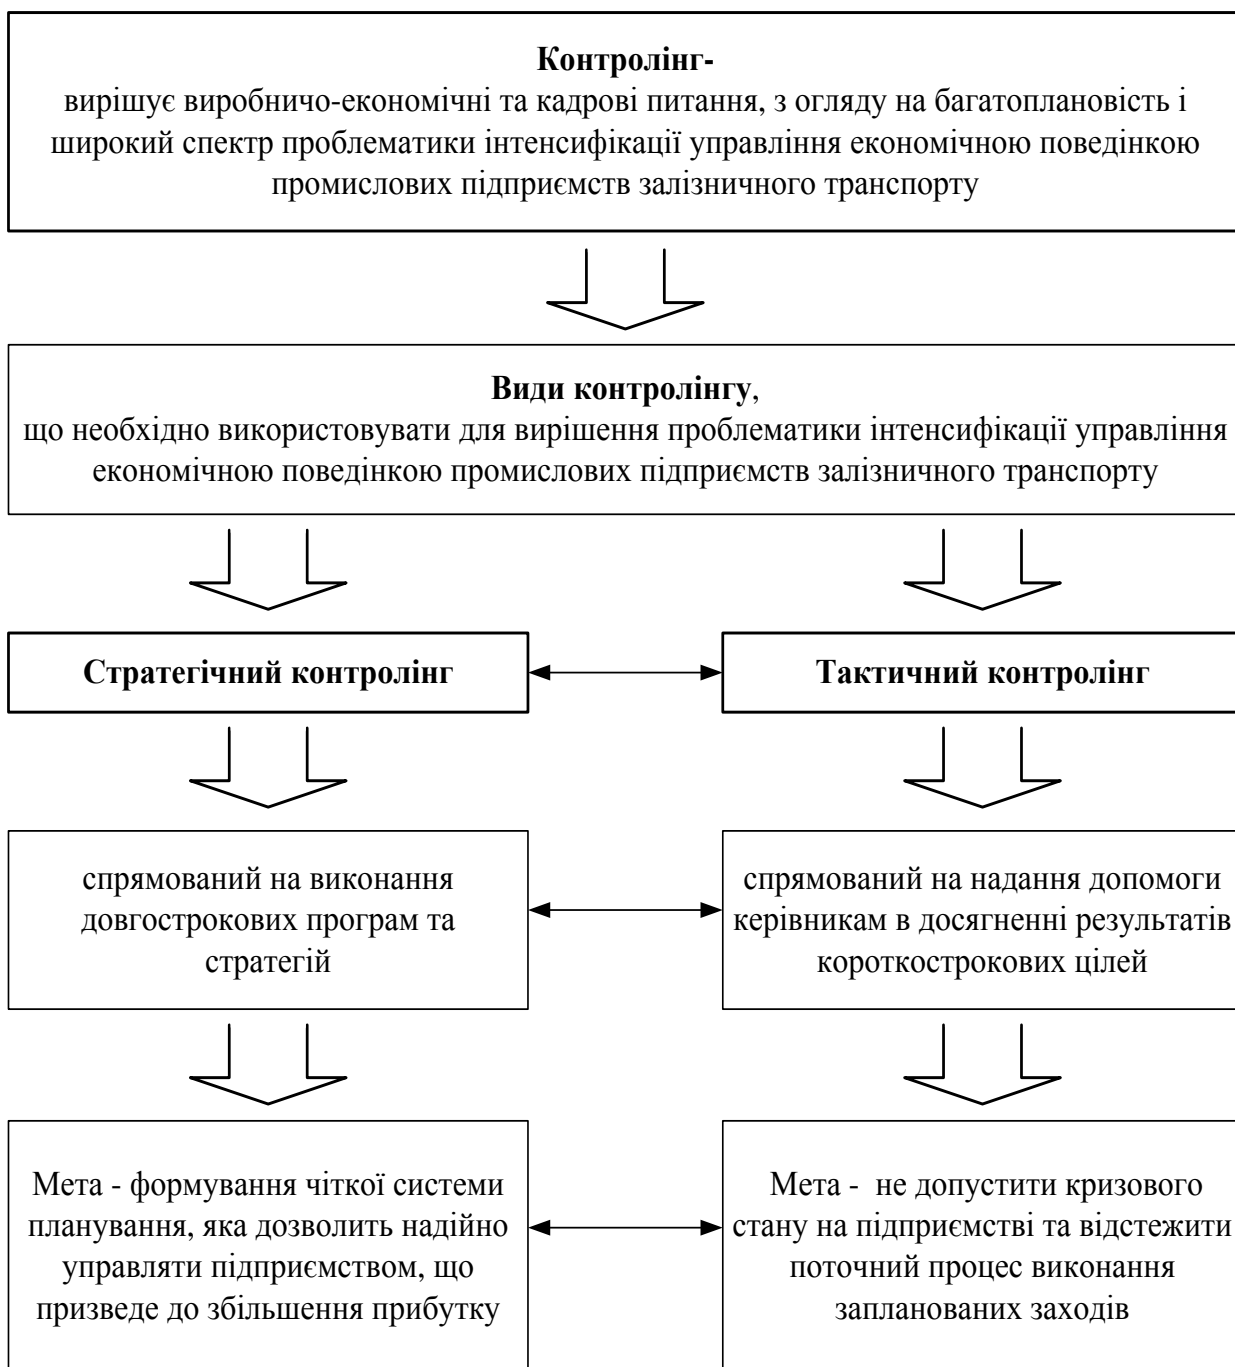 Контролінг-
вирішує виробничо-економічні та кадрові питання, з огляду на багатоплановість і
широкий спектр проблематики інтенсифікації управління економічною поведінкою
промислових підприємств залізничного транспорту
Види контролінгу,
що необхідно використовувати для вирішення проблематики інтенсифікації управління
економічною поведінкою промислових підприємств залізничного транспорту
Стратегічний контролінг
Тактичний контролінг
спрямований на виконання
довгострокових програм та
стратегій
спрямований на надання допомоги
керівникам в досягненні результатів
короткострокових цілей
Мета - формування чіткої системи
планування, яка дозволить надійно
управляти підприємством, що
призведе до збільшення прибутку
Мета -  не допустити кризового
стану на підприємстві та відстежити
поточний процес виконання
запланованих заходів